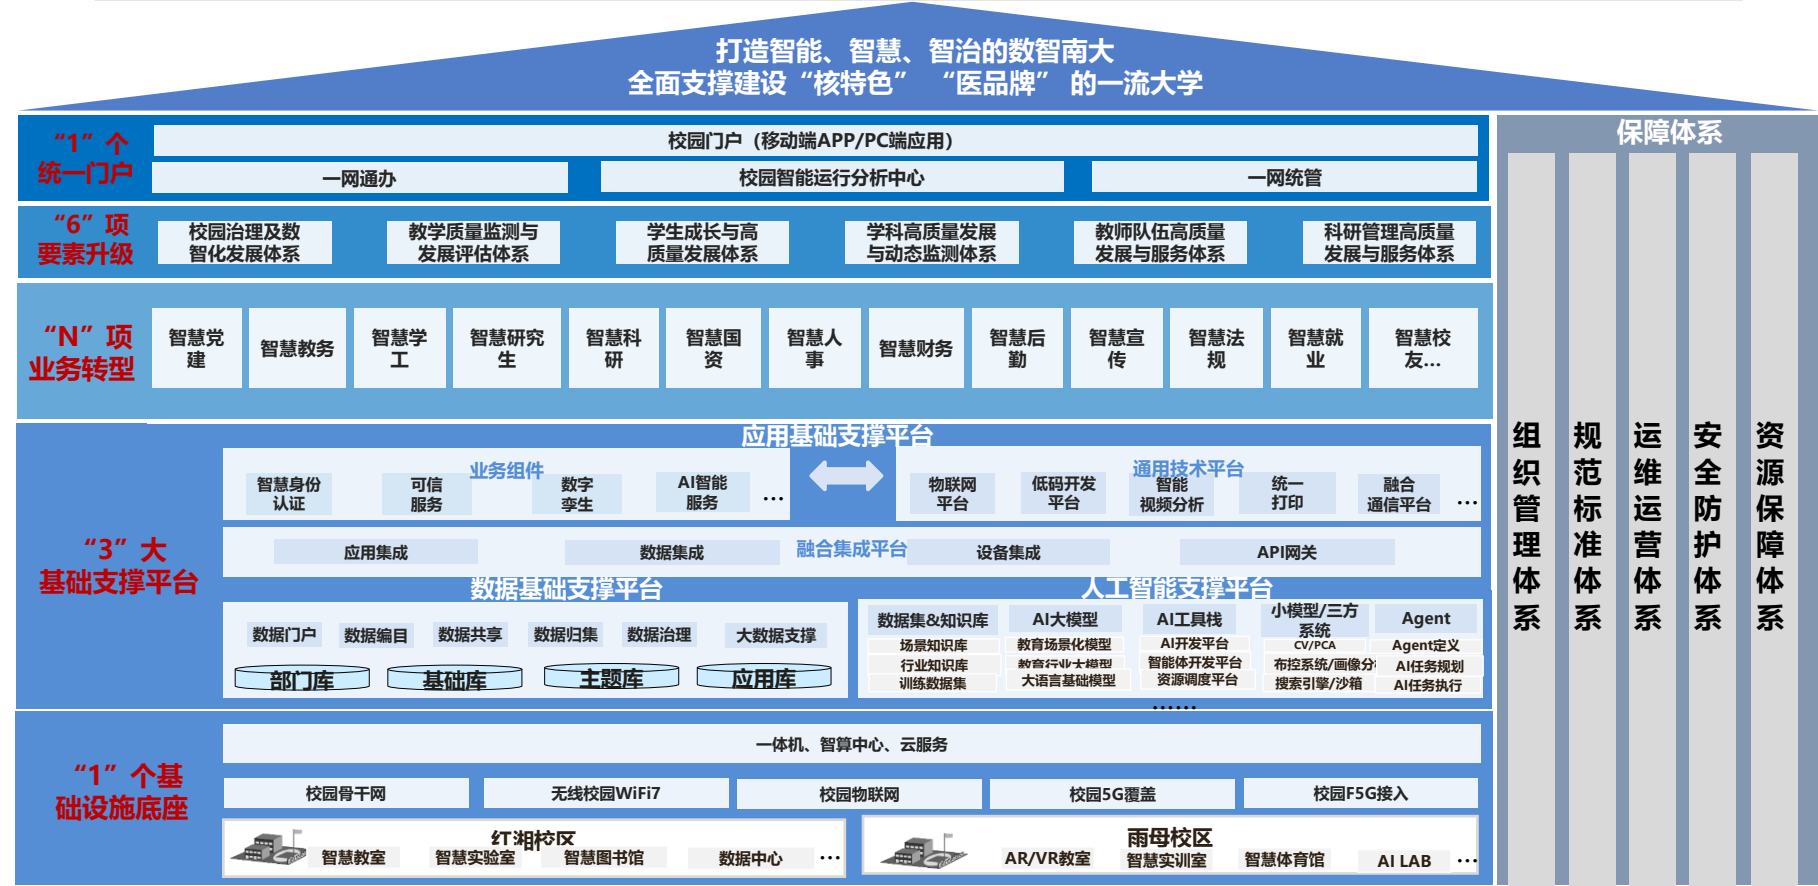 打造智能、智慧、智治的数智南大
全面支撑建设“核特色” “医品牌” 的一流大学
“1”个
统一门户
校园门户（移动端APP/PC端应用）
一网通办
校园智能运行分析中心
一网统管
“6”项
要素升级
校园治理及数
智化发展体系
教学质量监测与
发展评估体系
学生成长与高
质量发展体系
学科高质量发展
与动态监测体系
教师队伍高质量
发展与服务体系
科研管理高质量
发展与服务体系
“N”项
业务转型
智慧党
建
智慧教务
智慧学
工
智慧研究
生
智慧科
研
智慧国
资
智慧人
事
智慧财务
智慧后
勤
智慧宣
传
智慧法
规
智慧就
业
智慧校
友...
“3”大
基础支撑平台
应用基础支撑平台
业务组件
智慧身份
认证
可信
服务
数字
孪生
AI智能
服务
...
通用技术平台
物联网
平台
低码开发
平台
智能
视频分析
统一
打印
融合
通信平台
...
融合集成平台
应用集成
数据集成
设备集成
API网关
数据基础支撑平台
数据门户
数据编目
数据共享
数据归集
数据治理
大数据支撑
部门库
基础库
主题库
应用库
人工智能支撑平台
数据集&知识库
场景知识库
行业知识库
训练数据集
AI大模型
教育场景化模型
教育行业大模型
大语言基础模型
AI工具栈
AI开发平台
智能体开发平台
资源调度平台
小模型/三方
系统
CV/PCA
布控系统/画像分
搜索引擎/沙箱
Agent
Agent定义
AI任务规划
AI任务执行
......
“1”个基
础设施底座
一体机、智算中心、云服务
校园骨干网
无线校园WiFi7
校园物联网
校园5G覆盖
校园F5G接入
红湘校区
智慧教室
智慧实验室
智慧图书馆
数据中心
...
雨母校区
AR/VR教室
智慧实训室
智慧体育馆
AI LAB
...
保障体系
组织管理体系
规范标准体系
运维运营体系
安全防护体系
资源保障体系